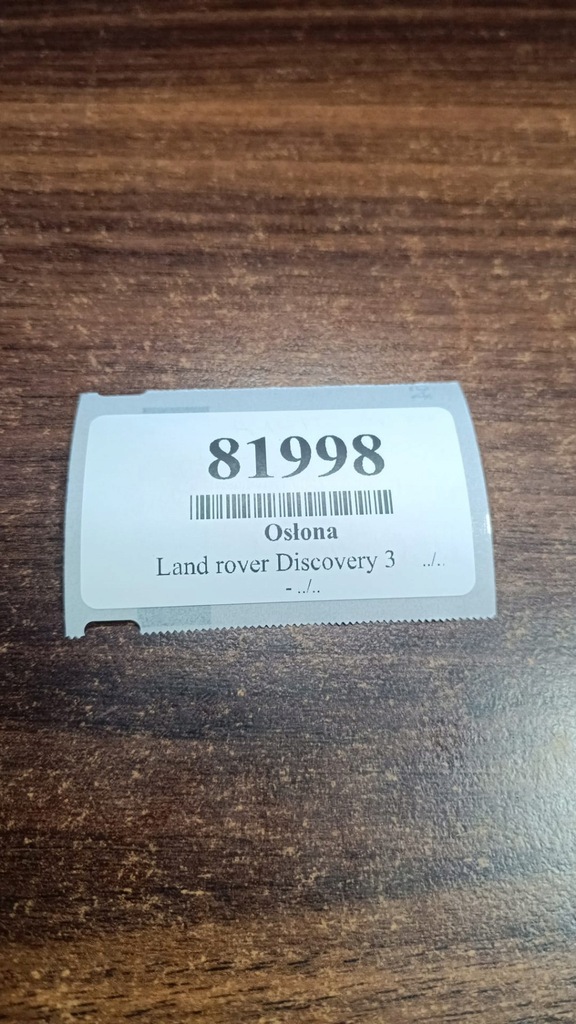 81998
Osłona
Land rover Discovery 3 ../..
- ../..